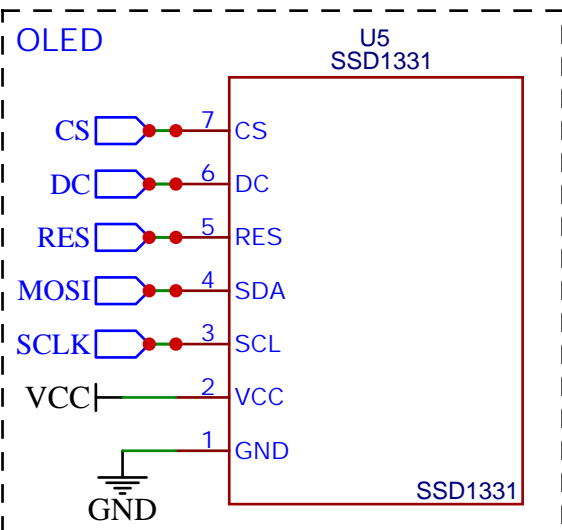 OLED
U5
SSD1331
CS 7 CS
DC 6 DC
RES 5 RES
MOSI 4 SDA
SCLK 3 SCL
VCC 2 VCC
1 GND
GND
SSD1331